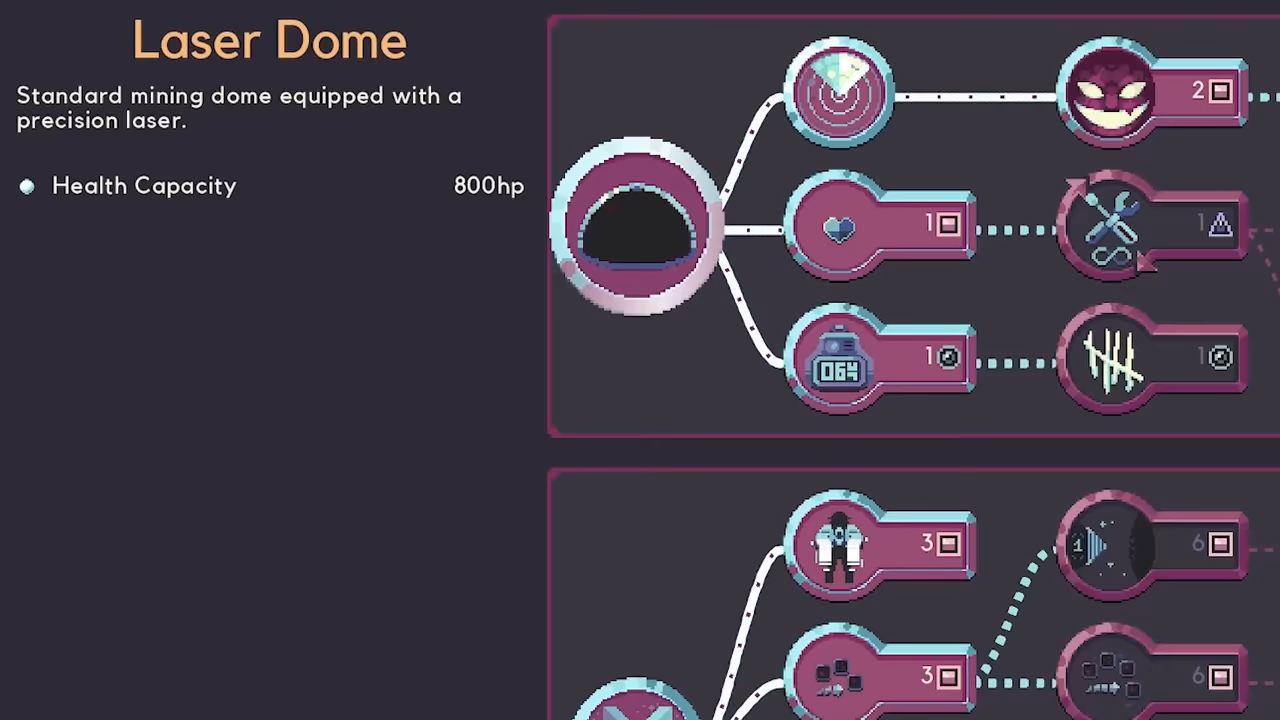 Laser Dome
Standard mining dome equipped with a
precision laser.
Health Capacity 800hp
2
1 1
064 1 1
3 1 6
3 6